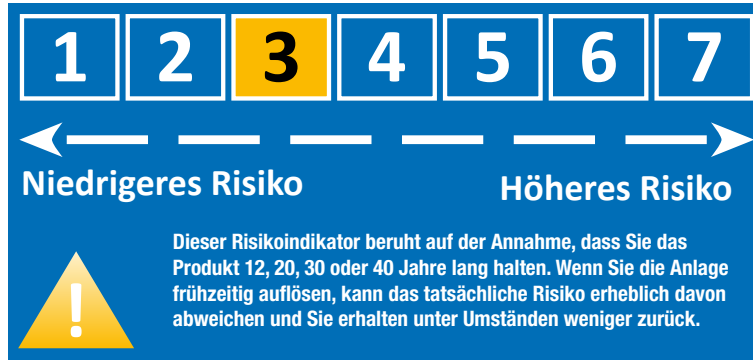 1 2 3 4 5 6 7
Niedrigeres Risiko Höheres Risiko
!
Dieser Risikoindikator beruht auf der Annahme, dass Sie das
Produkt 12, 20, 30 oder 40 Jahre lang halten. Wenn Sie die Anlage
frühzeitig auflösen, kann das tatsächliche Risiko erheblich davon
abweichen und Sie erhalten unter Umständen weniger zurück.